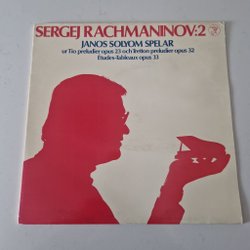 SERGEJ RACHMANINOV:2
JANOS SOLYOM SPELAR
ur Tio preludier opus 23 och Tretton preludier opus 32
Etudes-Tableaux opus 33